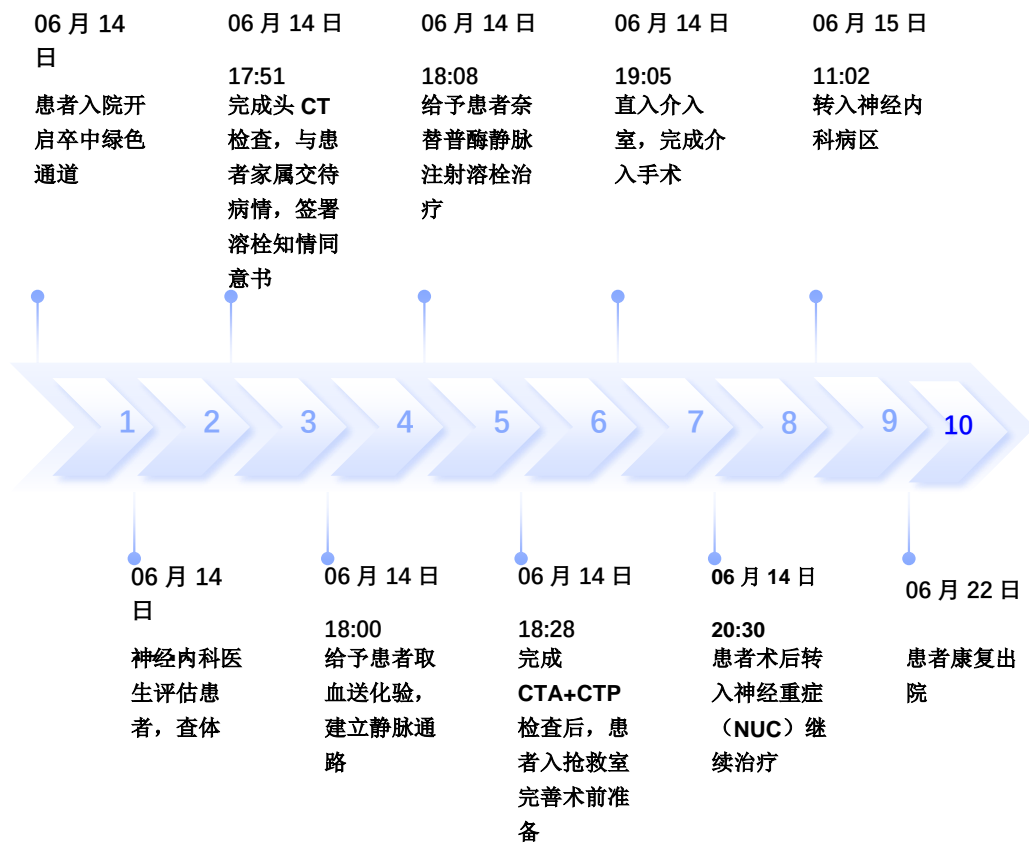 06 月 14
日
患者入院开
启卒中绿色
通道
06 月 14 日
17:51
完成头 CT
检查，与患
者家属交待
病情，签署
溶栓知情同
意书
06 月 14 日
18:08
给予患者奈
替普酶静脉
注射溶栓治
疗
06 月 14 日
19:05
直入介入
室，完成介
入手术
06 月 15 日
11:02
转入神经内
科病区
1
2
3
4
5
6
7
8
9
10
06 月 14
日
神经内科医
生评估患
者，查体
06 月 14 日
18:00
给予患者取
血送化验，
建立静脉通
路
06 月 14 日
18:28
完成
CTA+CTP
检查后，患
者入抢救室
完善术前准
备
06 月 14 日
20:30
患者术后转
入神经重症
（NUC）继
续治疗
06 月 22 日
患者康复出
院